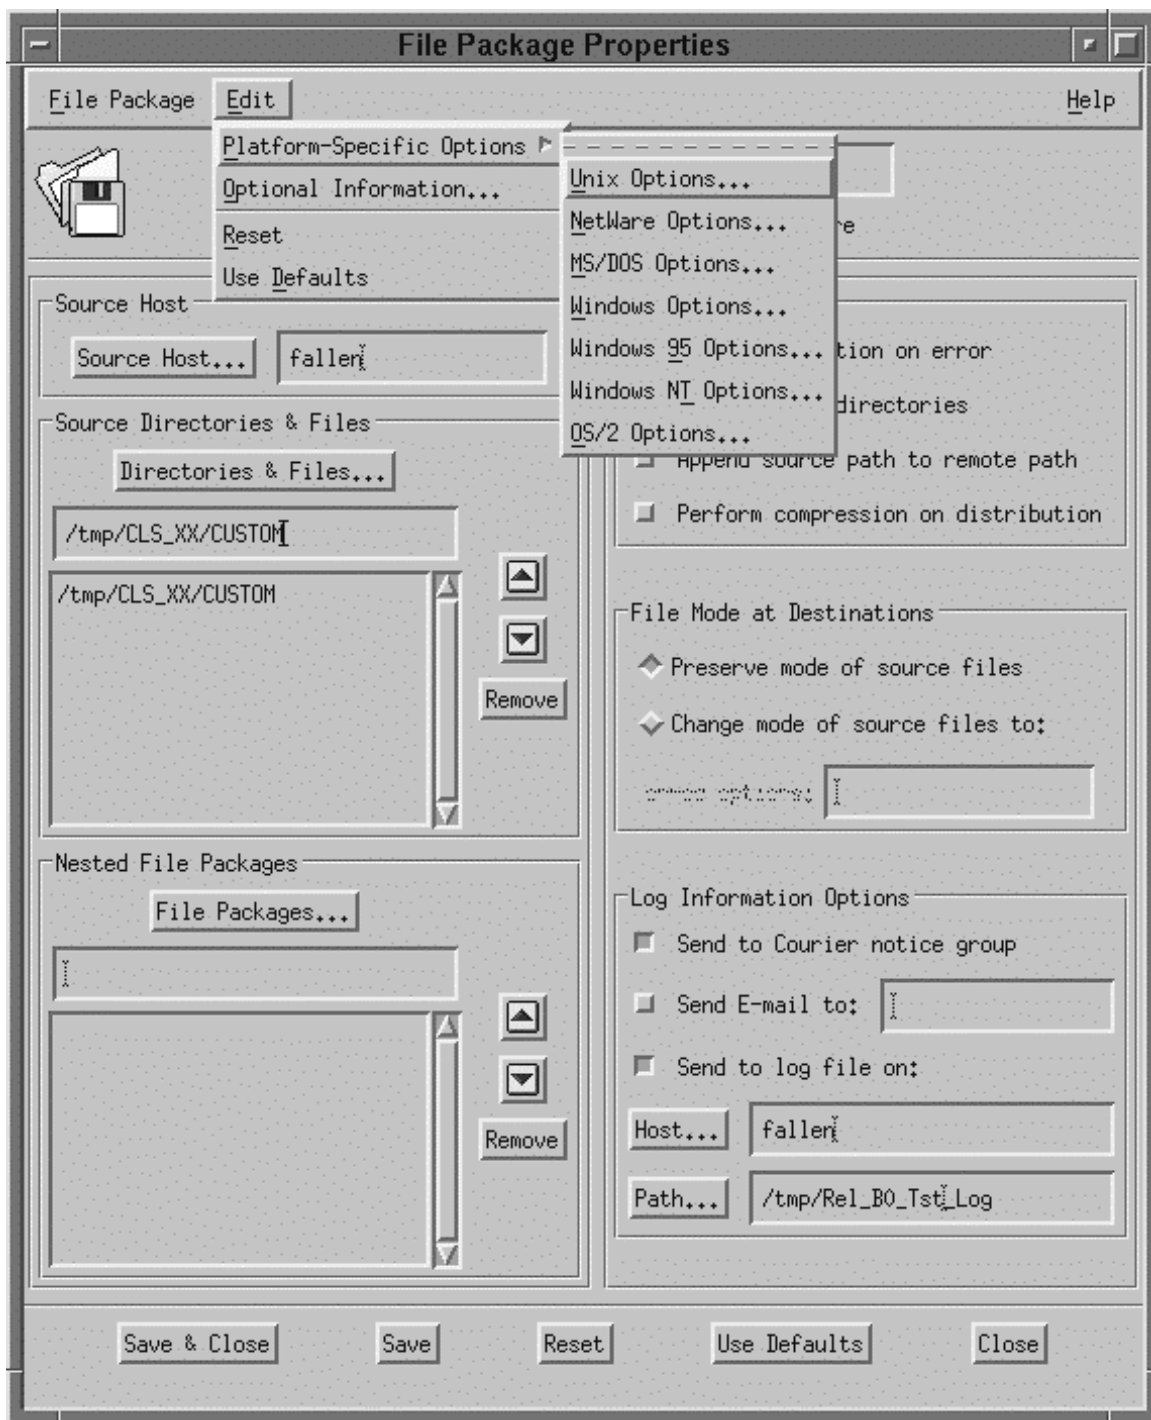 File Package Properties
File Package Edit Help
Platform-Specific Options
Optional Information...
Reset
Use Defaults
Unix Options...
NetWare Options...
MS/DOS Options...
Windows Options...
Windows 95 Options...
Windows NT Options...
OS/2 Options...
re
Source Host
Source Host... fallen
tion on error
directories
Append source path to remote path
Perform compression on distribution
Source Directories & Files
Directories & Files...
/tmp/CLS_XX/CUSTOM
/tmp/CLS_XX/CUSTOM
Remove
File Mode at Destinations
Preserve mode of source files
Change mode of source files to:
options:
Nested File Packages
File Packages...
Remove
Log Information Options
Send to Courier notice group
Send E-mail to:
Send to log file on:
Host... fallen
Path... /tmp/Rel_B0_Tst_Log
Save & Close Save Reset Use Defaults Close